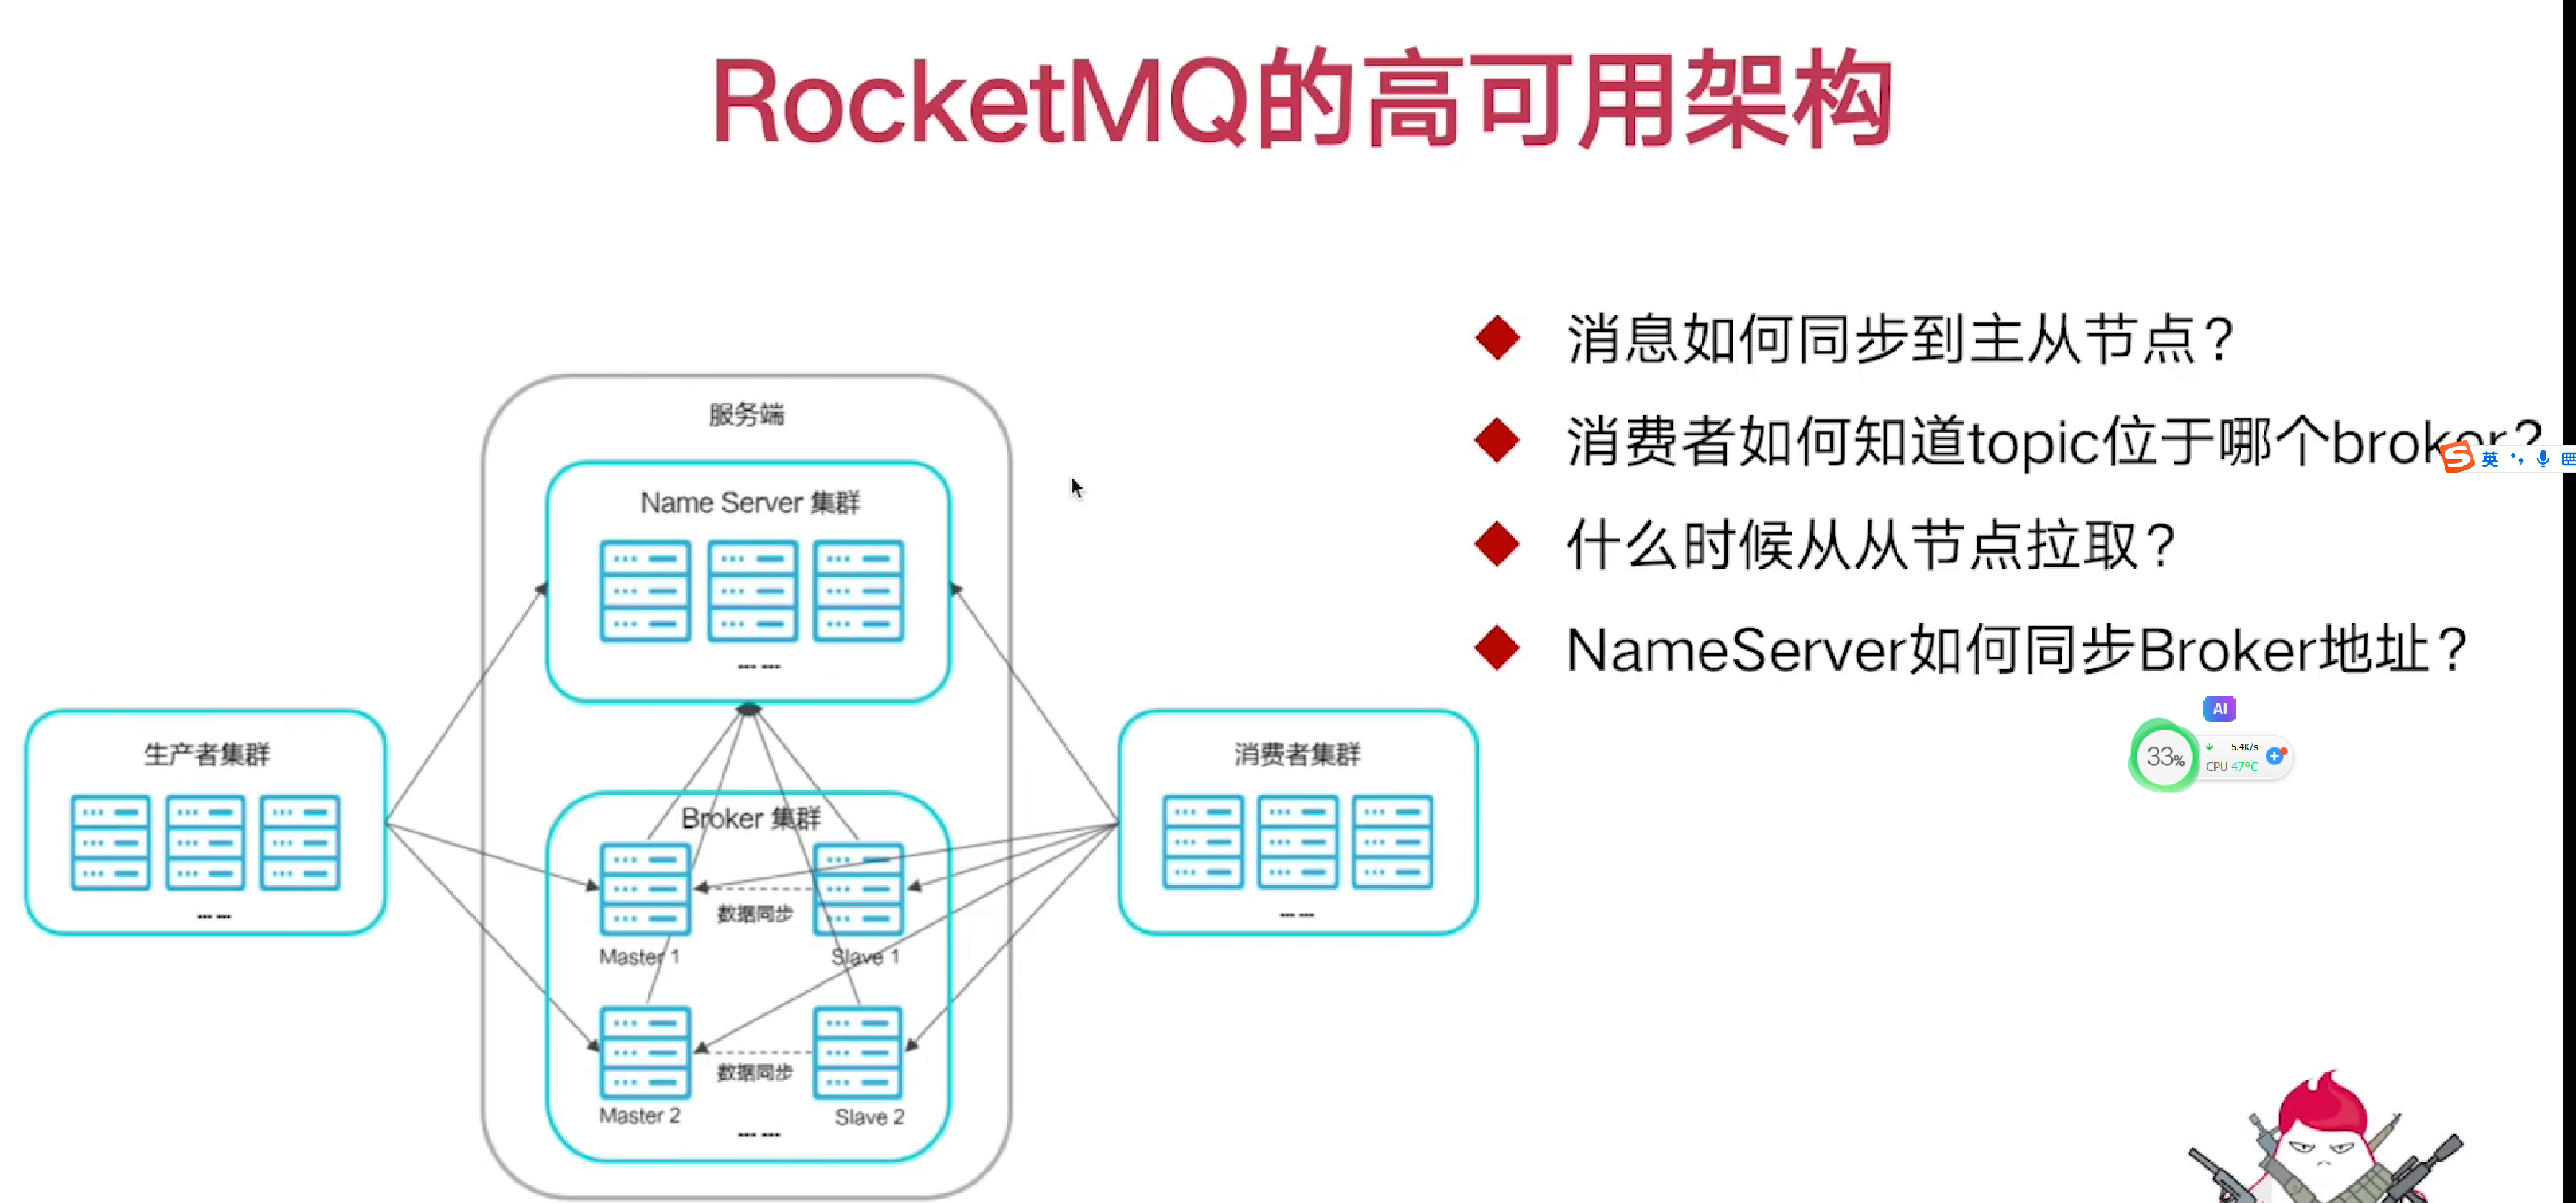 RocketMQ的高可用架构
消息如何同步到主从节点？
消费者如何知道topic位于哪个broker？
什么时候从从节点拉取？
NameServer如何同步Broker地址？
服务端
Name Server 集群
... ...
生产者集群
... ...
Broker 集群
数据同步
Master 1
Slave 1
数据同步
Master 2
Slave 2
... ...
消费者集群
... ...
英
AI
33%
5.4K/s
CPU 47°C